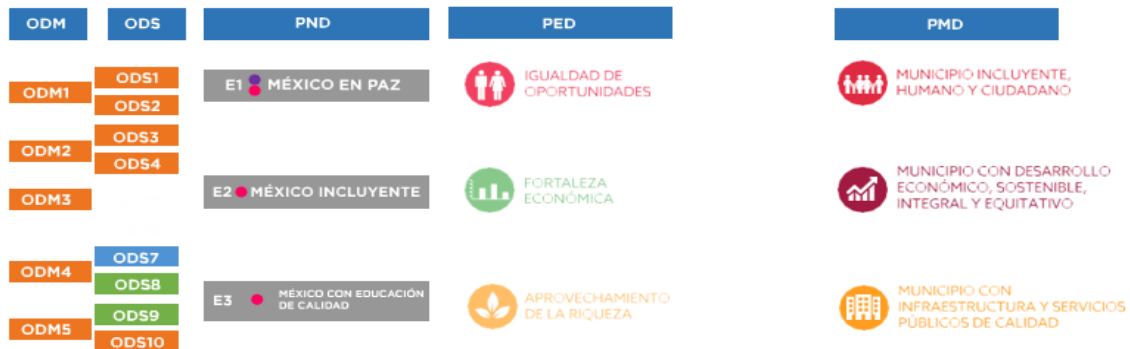 ODM
ODS
PND
PED
PMD
ODM1
ODM2
ODM3
ODM4
ODM5
ODS1
ODS2
ODS3
ODS4
ODS7
ODS8
ODS9
ODS10
E1 MÉXICO EN PAZ
E2 MÉXICO INCLUYENTE
E3 MÉXICO CON EDUCACIÓN
DE CALIDAD
IGUALDAD DE
OPORTUNIDADES
FORTALEZA
ECONÓMICA
APROVECHAMIENTO
DE LA RIQUEZA
MUNICIPIO INCLUYENTE,
HUMANO Y CIUDADANO
MUNICIPIO CON DESARROLLO
ECONÓMICO, SOSTENIBLE,
INTEGRAL Y EQUITATIVO
MUNICIPIO CON
INFRAESTRUCTURA Y SERVICIOS
PÚBLICOS DE CALIDAD